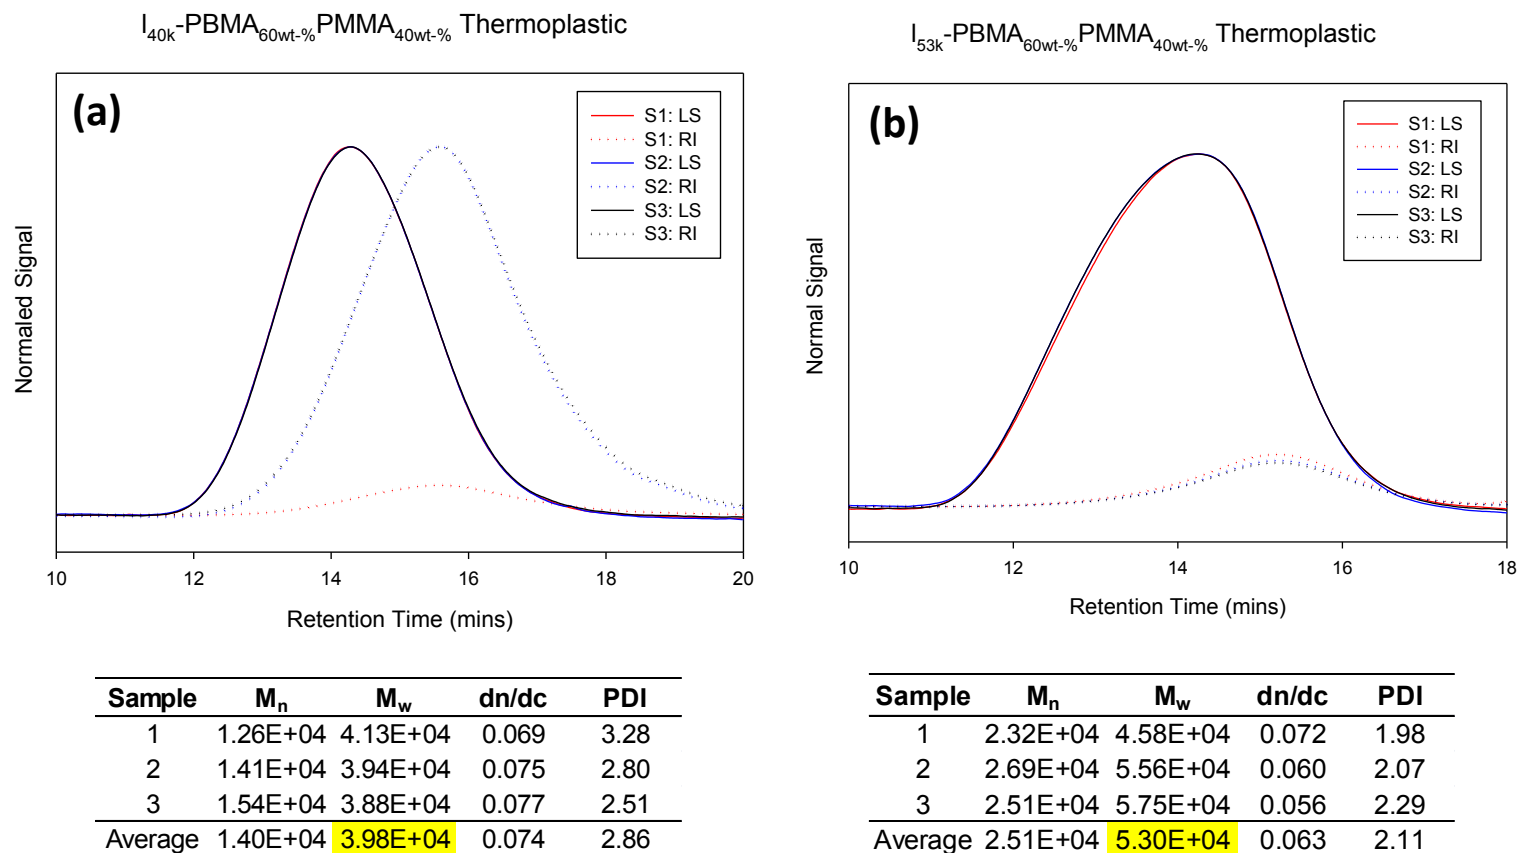 I40k-PBMA60wt-%PMMA40wt-% Thermoplastic
(a)
S1: LS
S1: RI
S2: LS
S2: RI
S3: LS
S3: RI
Normaled Signal
10 12 14 16 18 20
Retention Time (mins)
Sample Mn Mw dn/dc PDI
1 1.26E+04 4.13E+04 0.069 3.28
2 1.41E+04 3.94E+04 0.075 2.80
3 1.54E+04 3.88E+04 0.077 2.51
Average 1.40E+04 3.98E+04 0.074 2.86
I53k-PBMA60wt-%PMMA40wt-% Thermoplastic
(b)
S1: LS
S1: RI
S2: LS
S2: RI
S3: LS
S3: RI
Normal Signal
10 12 14 16 18
Retention Time (mins)
Sample Mn Mw dn/dc PDI
1 2.32E+04 4.58E+04 0.072 1.98
2 2.69E+04 5.56E+04 0.060 2.07
3 2.51E+04 5.75E+04 0.056 2.29
Average 2.51E+04 5.30E+04 0.063 2.11